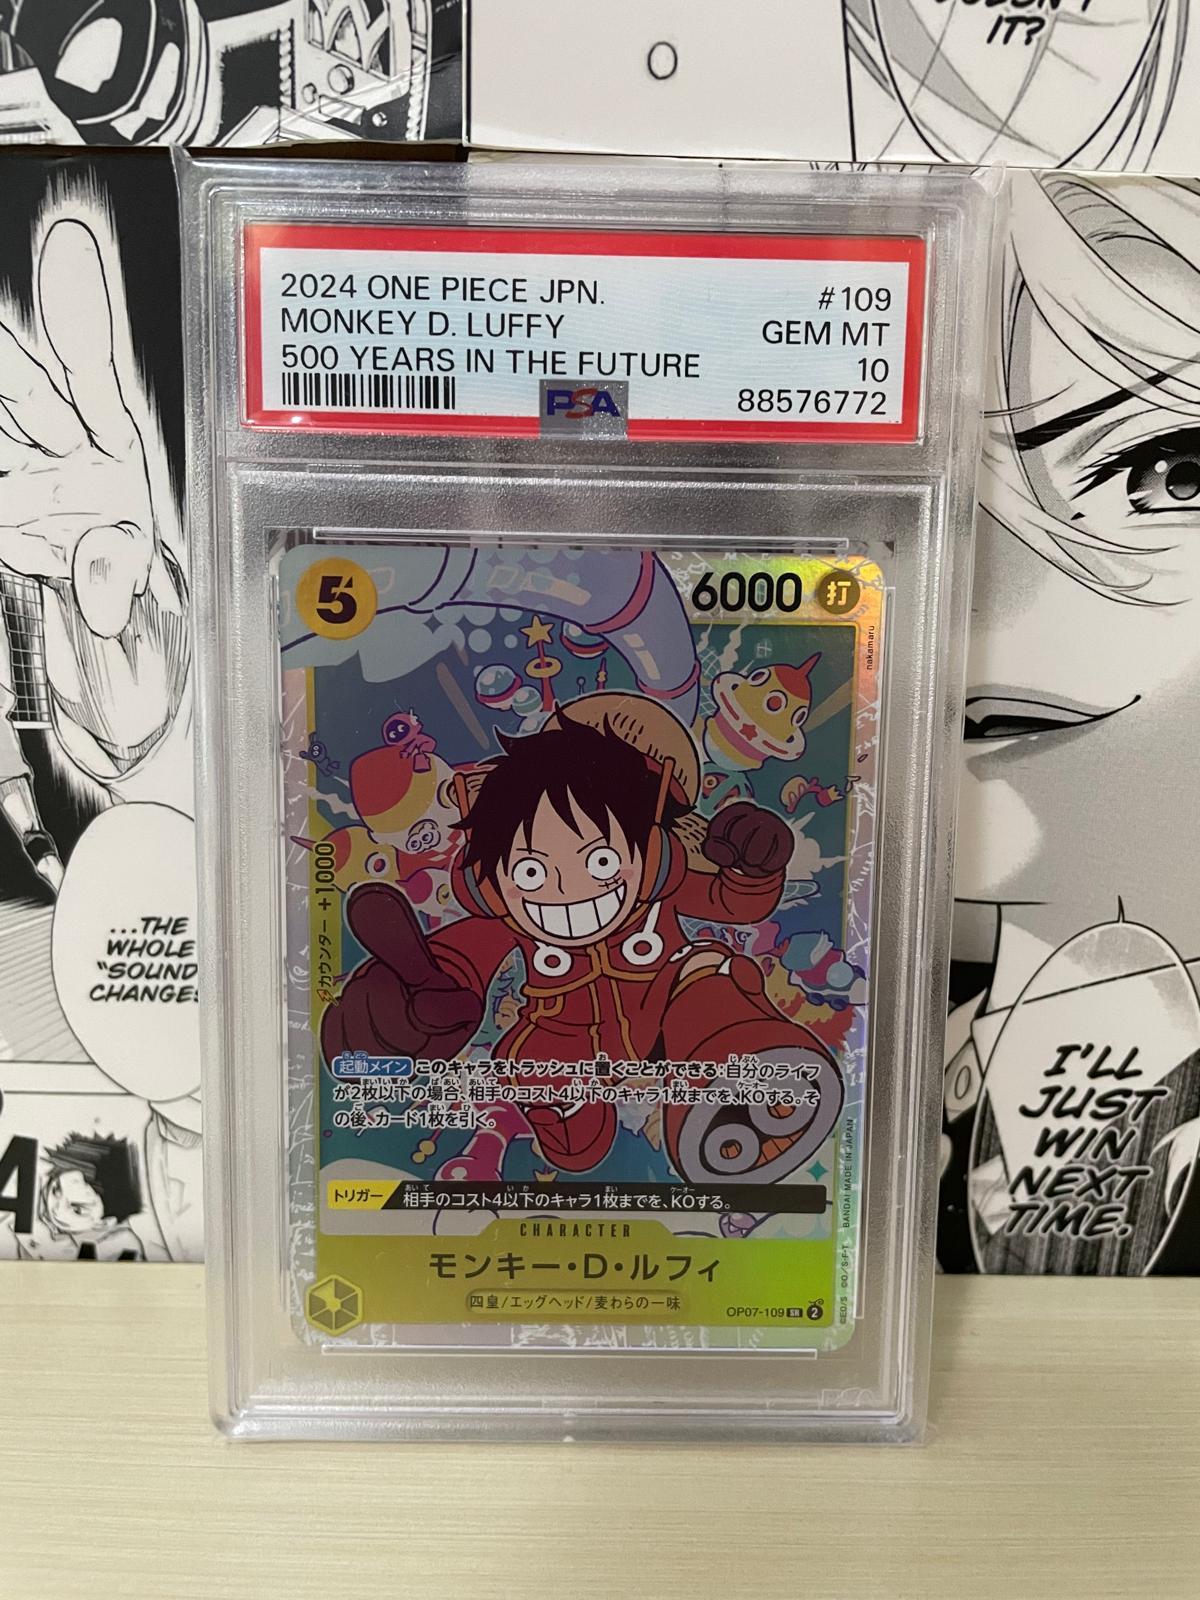 IT?
2024 ONE PIECE JPN. #109
MONKEY D. LUFFY GEM MT
500 YEARS IN THE FUTURE 10
PSA 88576772
5 6000 打
nakamaru
カウンター +1000
起動メイン このキャラをトラッシュに置くことができる:自分のライフ
が2枚以下の場合、相手のコスト4以下のキャラ1枚までを、KOする。そ
の後、カード1枚を引く。
トリガー 相手のコスト4以下のキャラ1枚までを、KOする。
CHARACTER
モンキー・D・ルフィ
四皇/エッグヘッド/麦わらの一味
OP07-109 SR 2
©E.O/S ©O/S・F・T BANDAI MADE IN JAPAN
PSA
...THE
WHOLE
"SOUND
CHANGES
I'LL
JUST
WIN
NEXT
TIME.